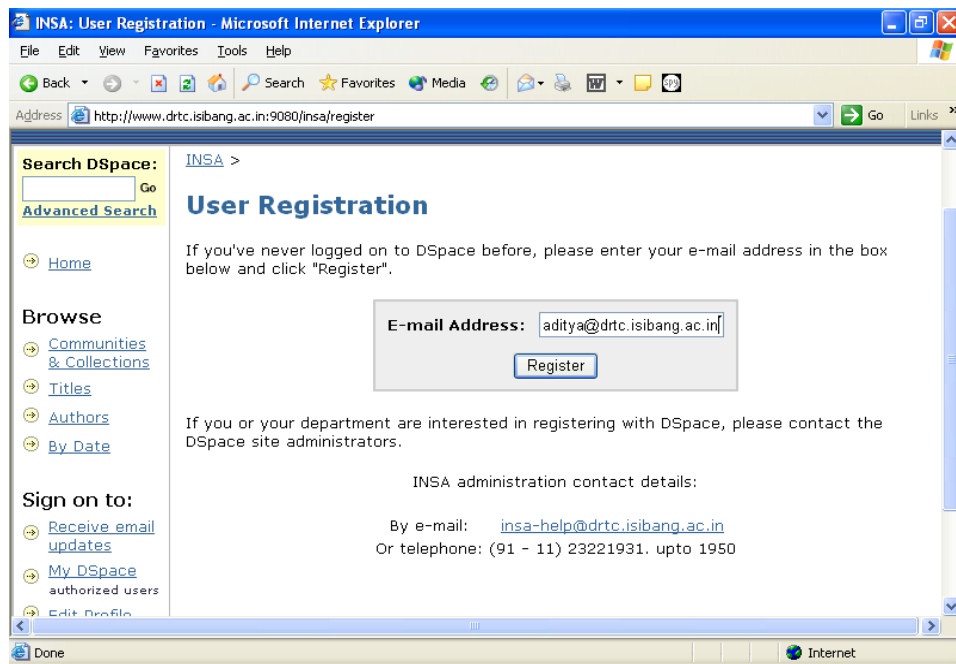 INSA: User Registration - Microsoft Internet Explorer
File Edit View Favorites Tools Help
Back Search Favorites Media
Address http://www.drtc.isibang.ac.in:9080/insa/register Go Links »
Search DSpace:
Go
Advanced Search
Home
Browse
Communities
& Collections
Titles
Authors
By Date
Sign on to:
Receive email
updates
My DSpace
authorized users
Edit Profile
INSA >
User Registration
If you've never logged on to DSpace before, please enter your e-mail address in the box
below and click "Register".
E-mail Address: aditya@drtc.isibang.ac.in
Register
If you or your department are interested in registering with DSpace, please contact the
DSpace site administrators.
INSA administration contact details:
By e-mail: insa-help@drtc.isibang.ac.in
Or telephone: (91 - 11) 23221931. upto 1950
Done Internet